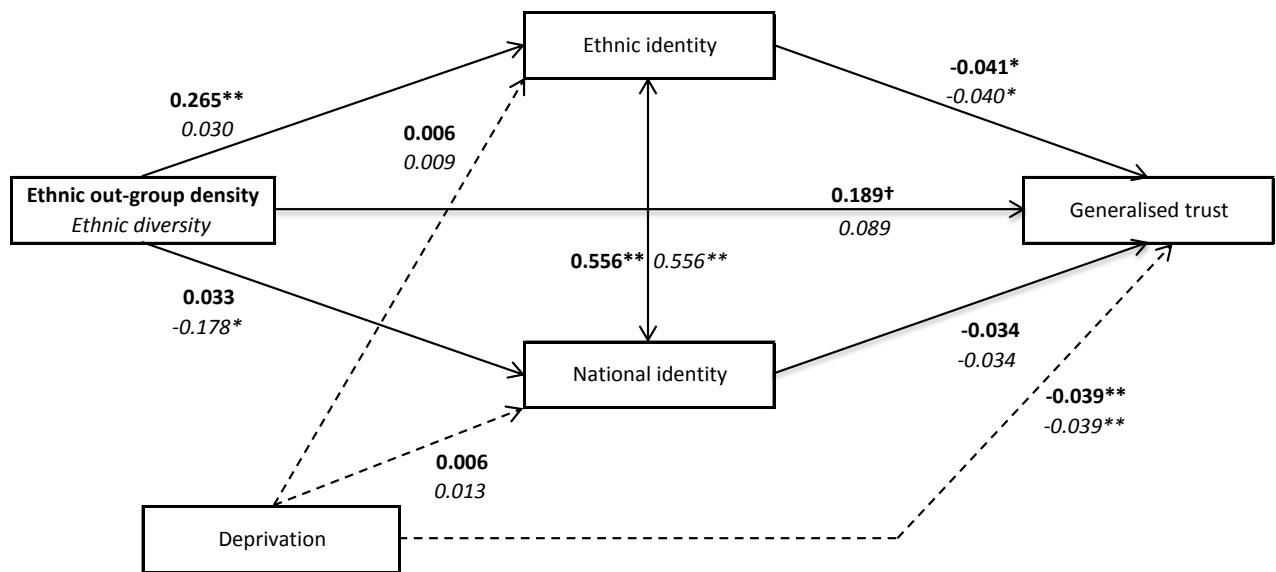 Ethnic identity
-0.041*
-0.040*
0.265**
0.030
0.006
0.009
Ethnic out-group density
Ethnic diversity
0.189†
0.089
Generalised trust
0.556** 0.556**
0.033
-0.178*
National identity
-0.034
-0.034
-0.039**
-0.039**
0.006
0.013
Deprivation